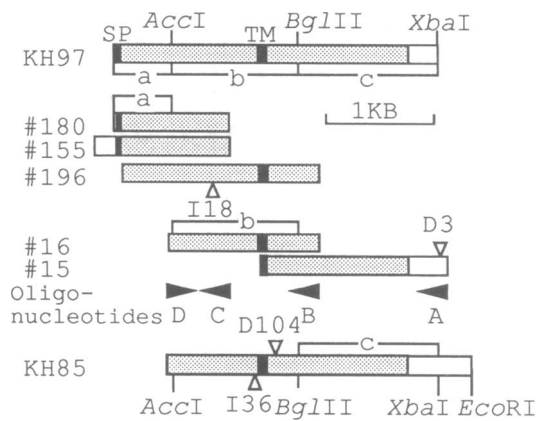 AccI BglII XbaI
SP TM
KH97
a b c
a
1KB
#180
#155
#196
I18
b
D3
#16
#15
Oligo-
nucleotides D C B A
D104
c
KH85
AccI I36 BglII XbaI EcoRI